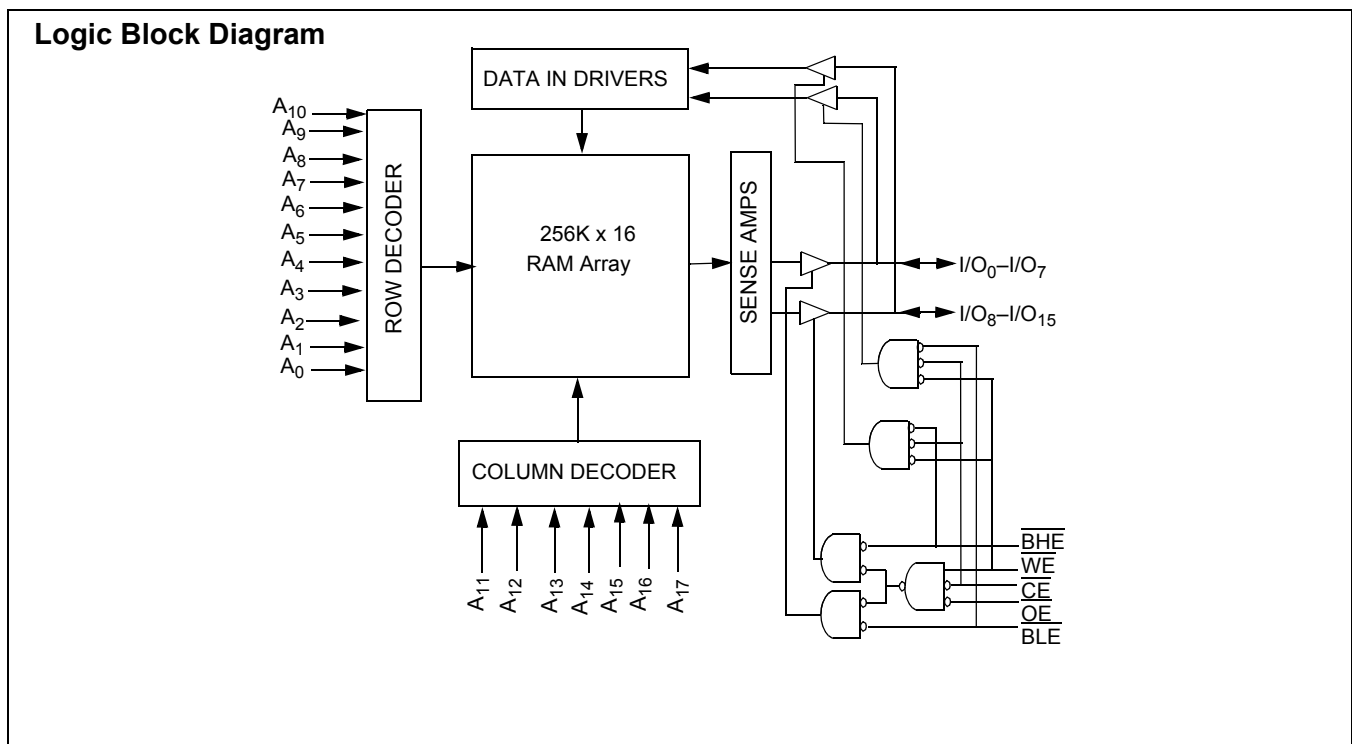 Logic Block Diagram
DATA IN DRIVERS
A10
A9
A8
A7
A6
A5
A4
A3
A2
A1
A0
ROW DECODER
256K x 16
RAM Array
SENSE AMPS
I/O0–I/O7
I/O8–I/O15
COLUMN DECODER
A11
A12
A13
A14
A15
A16
A17
BHE
WE
CE
OE
BLE